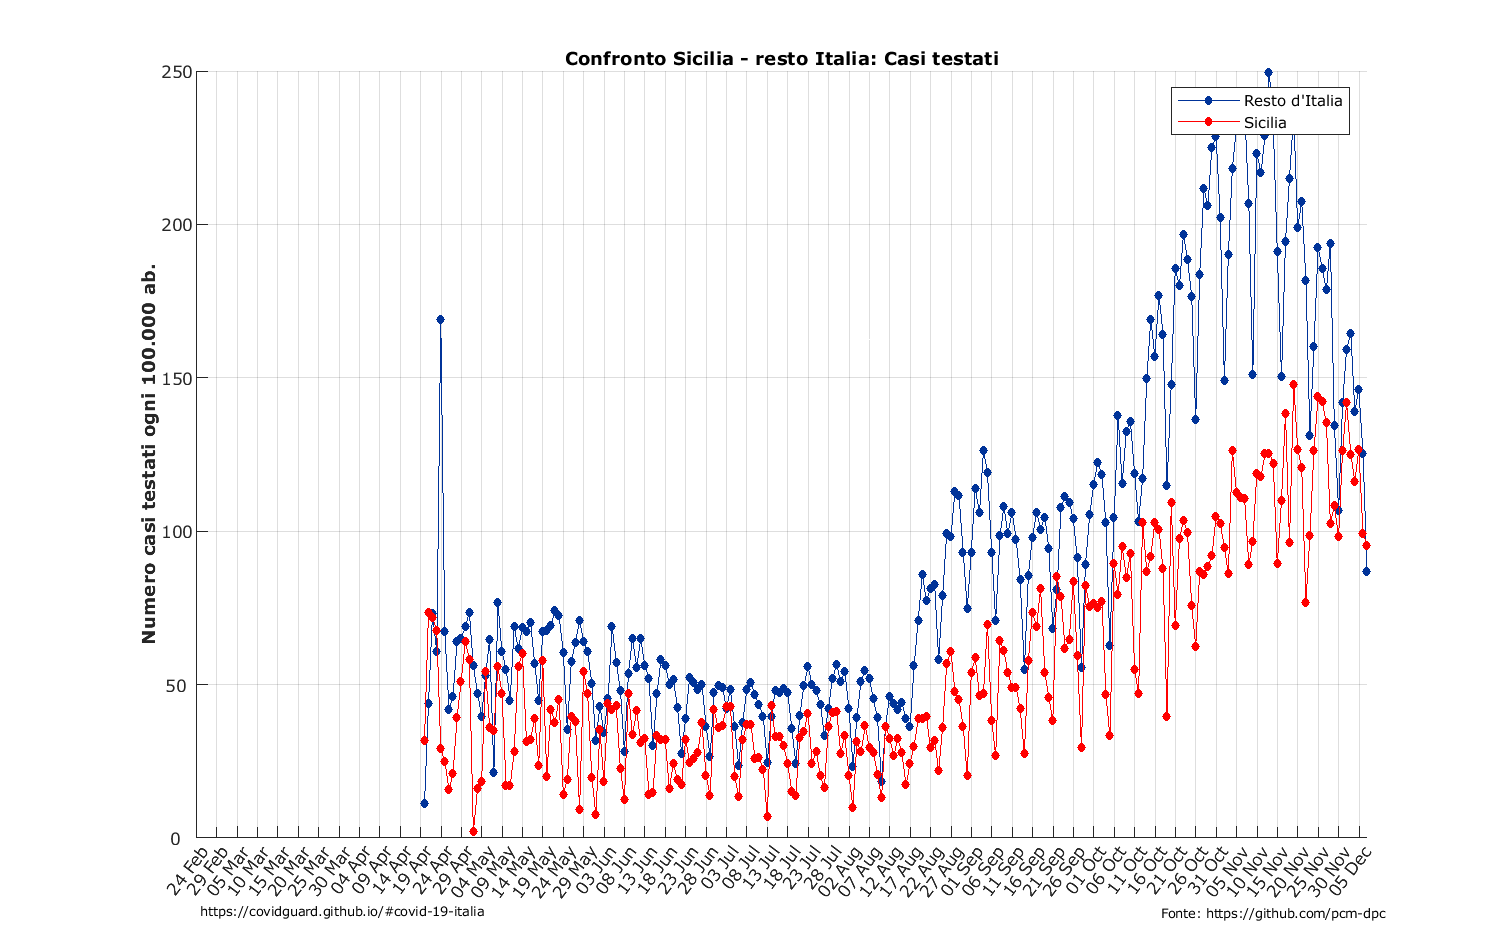 Confronto Sicilia - resto Italia: Casi testati
Resto d'Italia
Sicilia
Numero casi testati ogni 100.000 ab.
250
200
150
100
50
0
24 Feb
29 Feb
05 Mar
10 Mar
15 Mar
20 Mar
25 Mar
30 Mar
04 Apr
09 Apr
14 Apr
19 Apr
24 Apr
29 Apr
04 May
09 May
14 May
19 May
24 May
29 May
03 Jun
08 Jun
13 Jun
18 Jun
23 Jun
28 Jun
03 Jul
08 Jul
13 Jul
18 Jul
23 Jul
28 Jul
02 Aug
07 Aug
12 Aug
17 Aug
22 Aug
27 Aug
01 Sep
06 Sep
11 Sep
16 Sep
21 Sep
26 Sep
01 Oct
06 Oct
11 Oct
16 Oct
21 Oct
26 Oct
31 Oct
05 Nov
10 Nov
15 Nov
20 Nov
25 Nov
30 Nov
05 Dec
https://covidguard.github.io/#covid-19-italia
Fonte: https://github.com/pcm-dpc